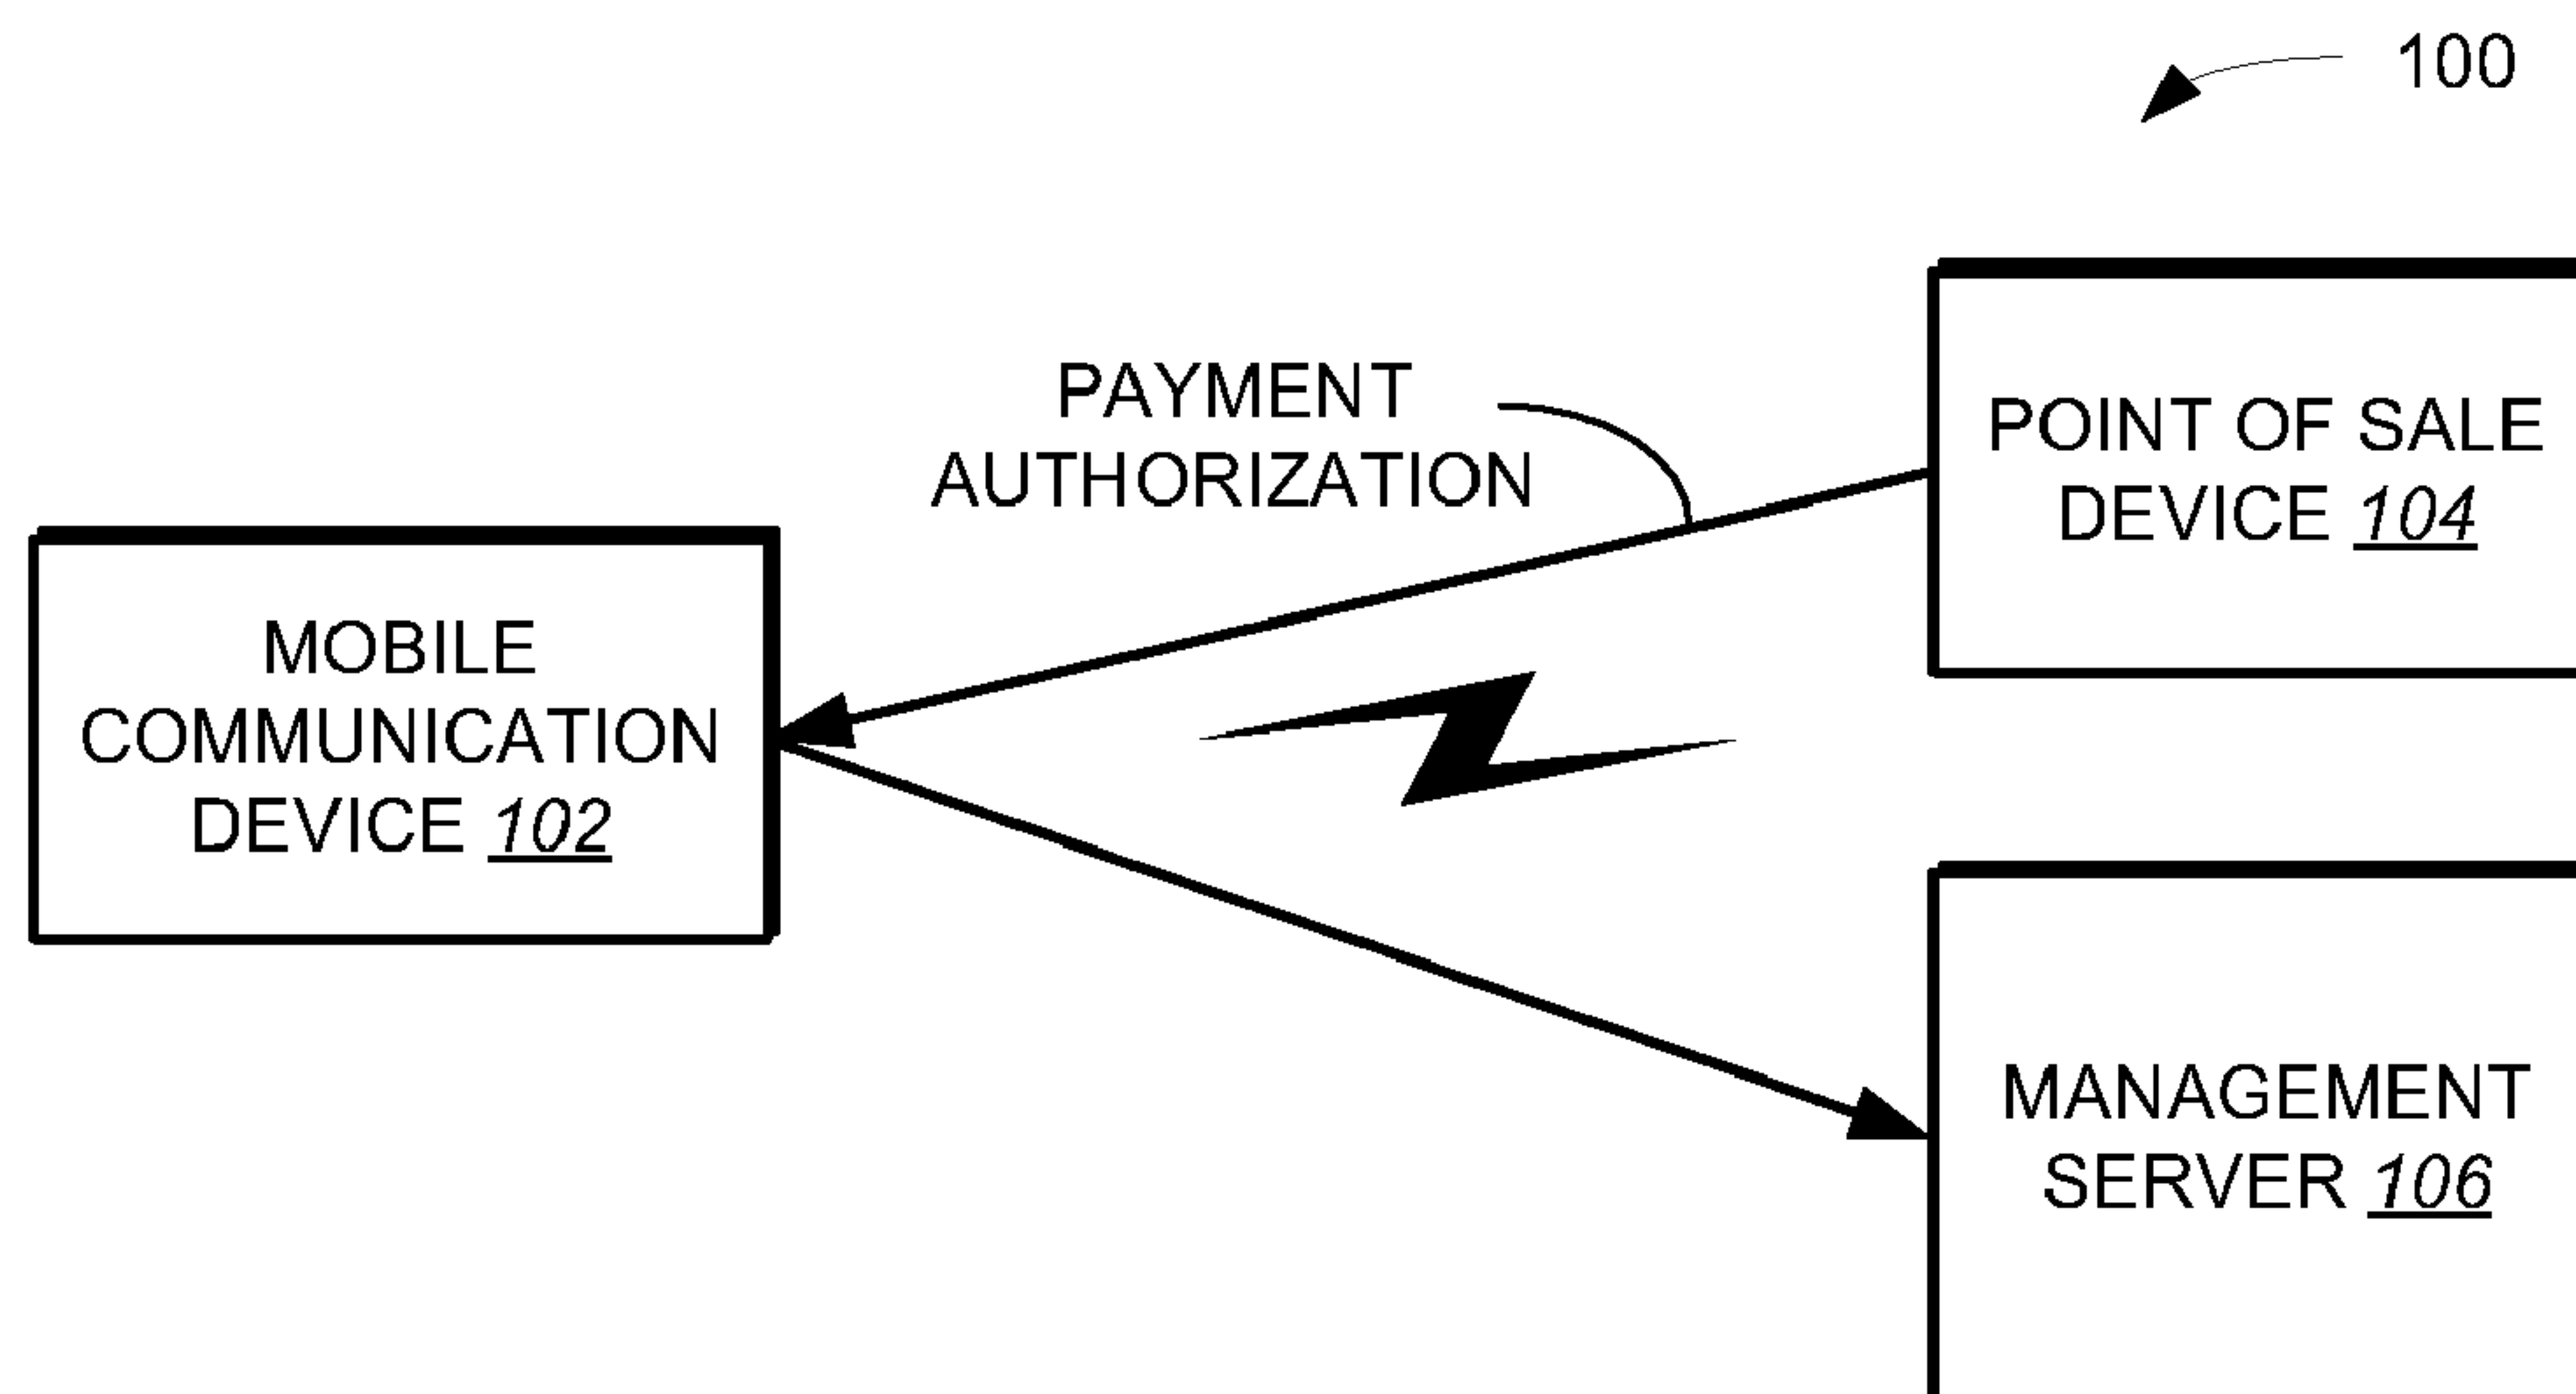 100
PAYMENT
AUTHORIZATION
POINT OF SALE
DEVICE 104
MOBILE
COMMUNICATION
DEVICE 102
MANAGEMENT
SERVER 106